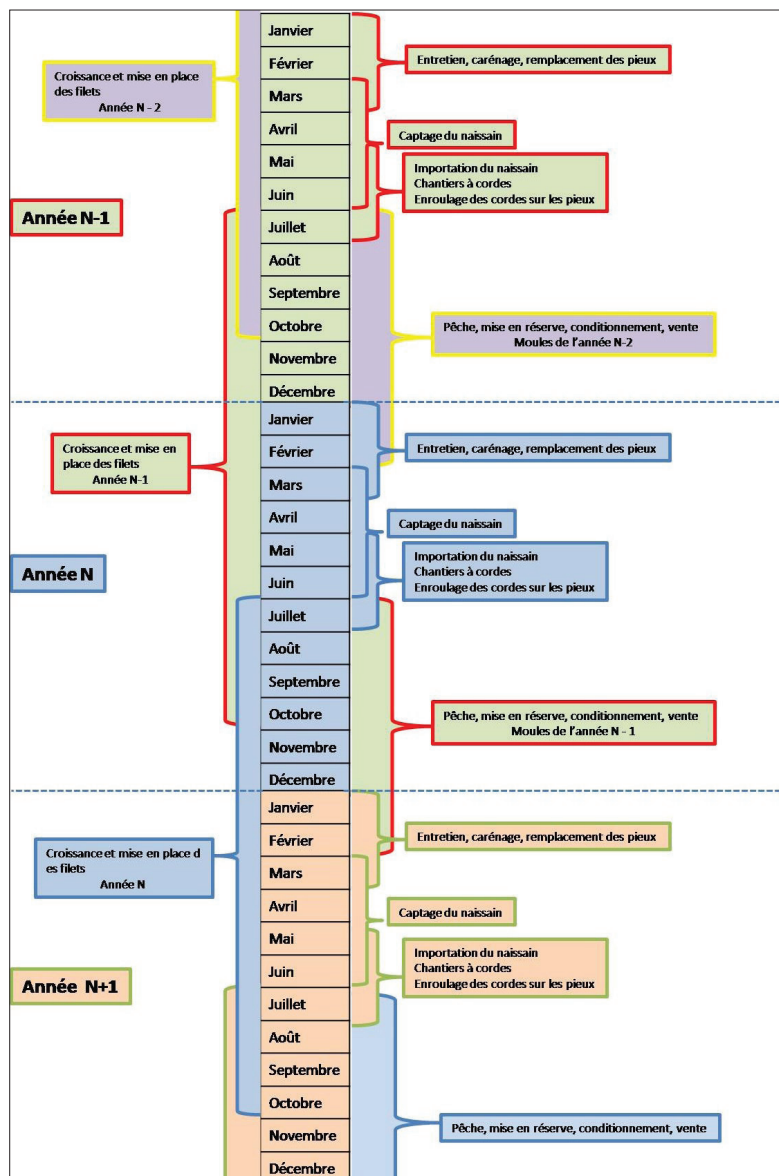 Janvier
Février
Mars
Avril
Mai
Juin
Juillet
Août
Septembre
Octobre
Novembre
Décembre
Croissance et mise en place
des filets
Année N - 2
Entretien, carénage, remplacement des pieux
Captage du naissain
Importation du naissain
Chantiers à cordes
Enroulage des cordes sur les pieux
Année N-1
Pêche, mise en réserve, conditionnement, vente
Moules de l'année N-2
Janvier
Février
Mars
Avril
Mai
Juin
Juillet
Août
Septembre
Octobre
Novembre
Décembre
Croissance et mise en
place des filets
Année N-1
Entretien, carénage, remplacement des pieux
Captage du naissain
Importation du naissain
Chantiers à cordes
Enroulage des cordes sur les pieux
Année N
Pêche, mise en réserve, conditionnement, vente
Moules de l'année N - 1
Janvier
Février
Mars
Avril
Mai
Juin
Juillet
Août
Septembre
Octobre
Novembre
Décembre
Croissance et mise en place d
es filets
Année N
Entretien, carénage, remplacement des pieux
Captage du naissain
Importation du naissain
Chantiers à cordes
Enroulage des cordes sur les pieux
Année N+1
Pêche, mise en réserve, conditionnement, vente